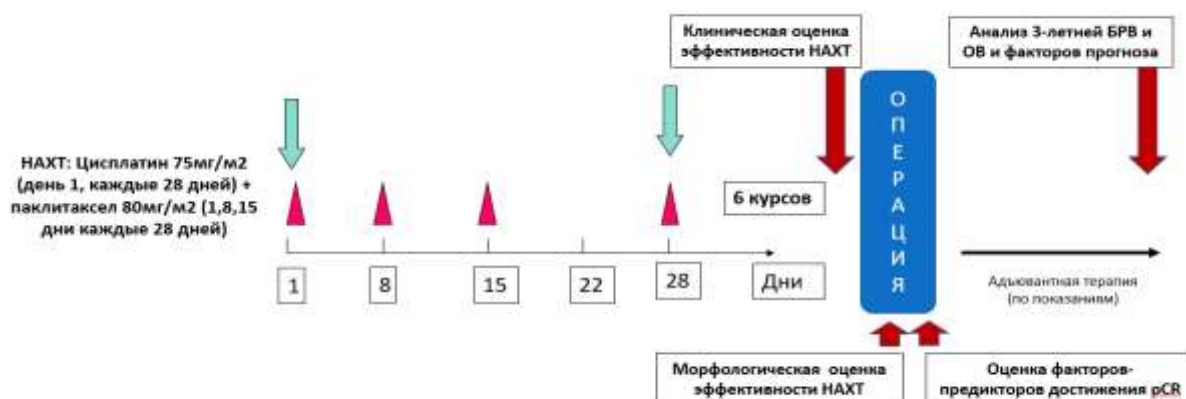 Клиническая оценка
эффективности НАХТ
Анализ 3-летней БРВ и
ОВ и факторов прогноза
НАХТ: Цисплатин 75мг/м2
(день 1, каждые 28 дней) +
паклитаксел 80мг/м2 (1,8,15
дни каждые 28 дней)
6 курсов
ОПЕРАЦИЯ
1
8
15
22
28
Дни
Адъювантная терапия
(по показаниям)
Морфологическая оценка
эффективности НАХТ
Оценка факторов-
предикторов достижения pCR